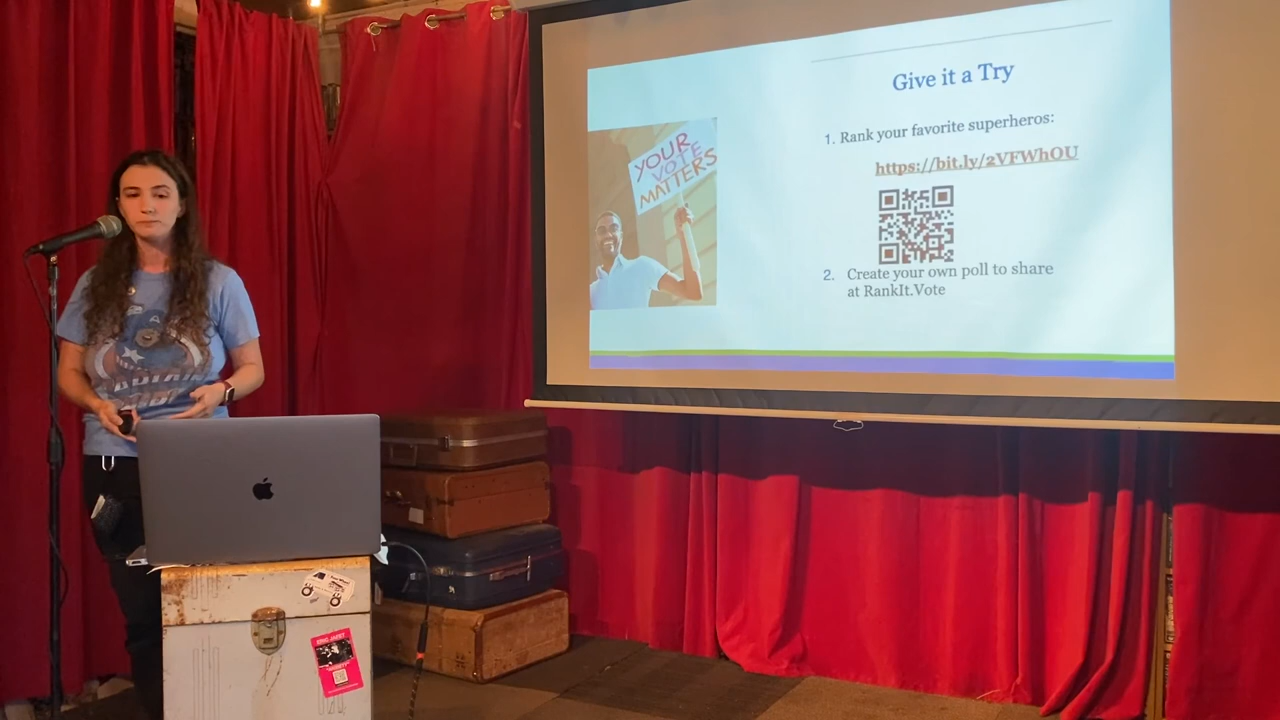 Give it a Try
1. Rank your favorite superheros:
https://bit.ly/2VFWhOU
2. Create your own poll to share
at RankIt.Vote
YOUR
VOTE
MATTERS